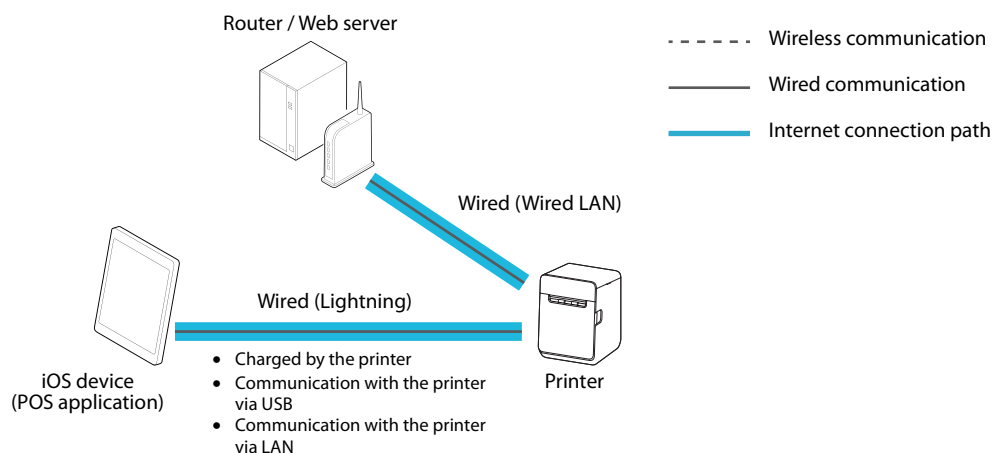 Router / Web server
Wireless communication
Wired communication
Internet connection path
Wired (Wired LAN)
Wired (Lightning)
• Charged by the printer
• Communication with the printer
via USB
• Communication with the printer
via LAN
iOS device
(POS application)
Printer